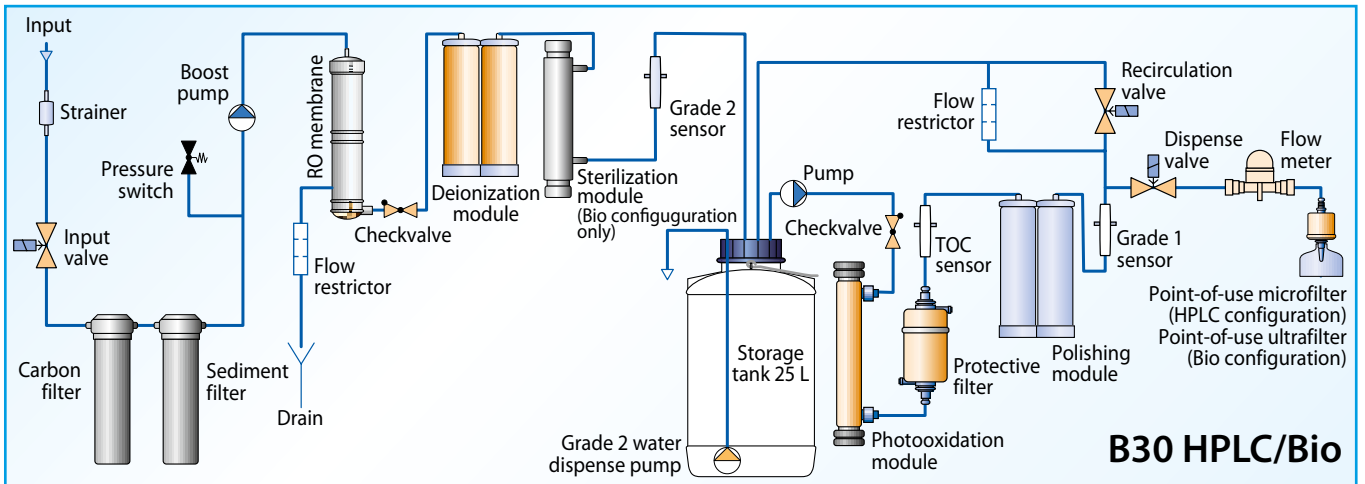 Input
Strainer
Boost
pump
Pressure
switch
Input
valve
Carbon
filter
Sediment
filter
RO membrane
Flow
restrictor
Drain
Checkvalve
Deionization
module
Sterilization
module
(Bio configuguration
only)
Grade 2
sensor
Storage
tank 25 L
Grade 2 water
dispense pump
Pump
Checkvalve
Photooxidation
module
TOC
sensor
Protective
filter
Polishing
module
Grade 1
sensor
Flow
restrictor
Recirculation
valve
Dispense
valve
Flow
meter
Point-of-use microfilter
(HPLC configuration)
Point-of-use ultrafilter
(Bio configuration)
B30 HPLC/Bio